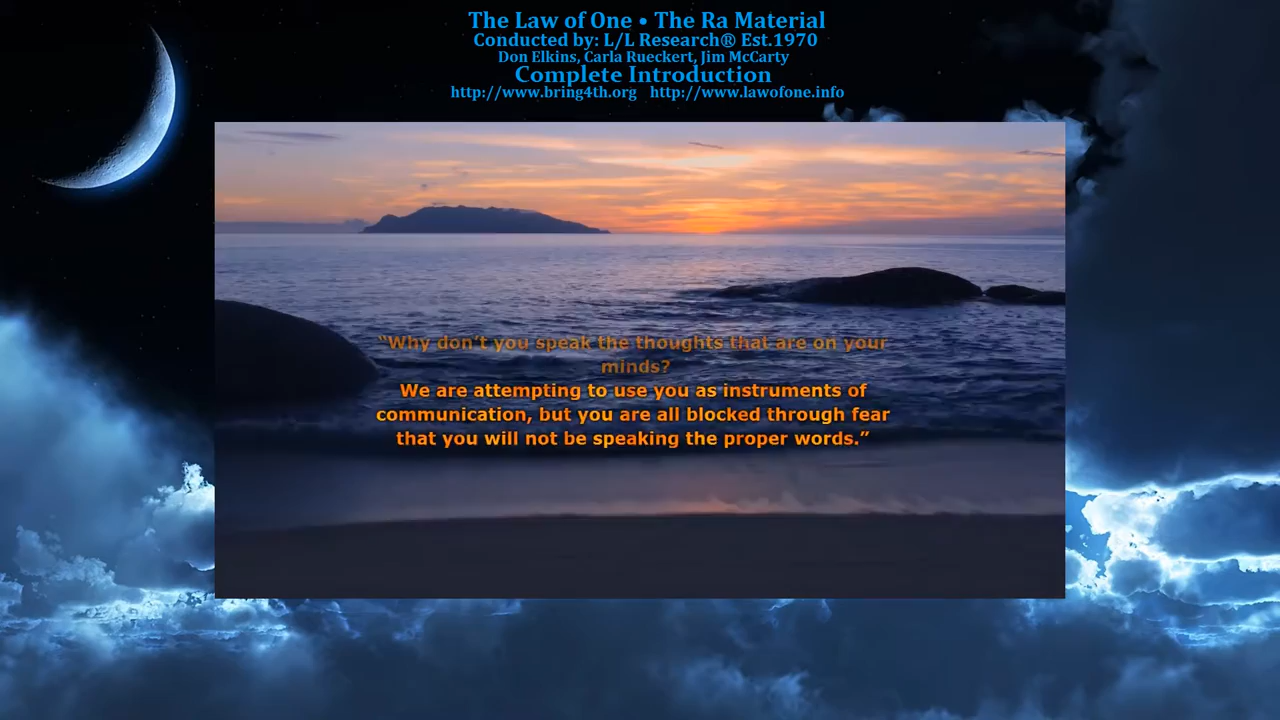 The Law of One • The Ra Material
Conducted by: L/L Research® Est.1970
Don Elkins, Carla Rueckert, Jim McCarty
Complete Introduction
http://www.bring4th.org http://www.lawofone.info
“Why don’t you speak the thoughts that are on your
minds?
We are attempting to use you as instruments of
communication, but you are all blocked through fear
that you will not be speaking the proper words.”